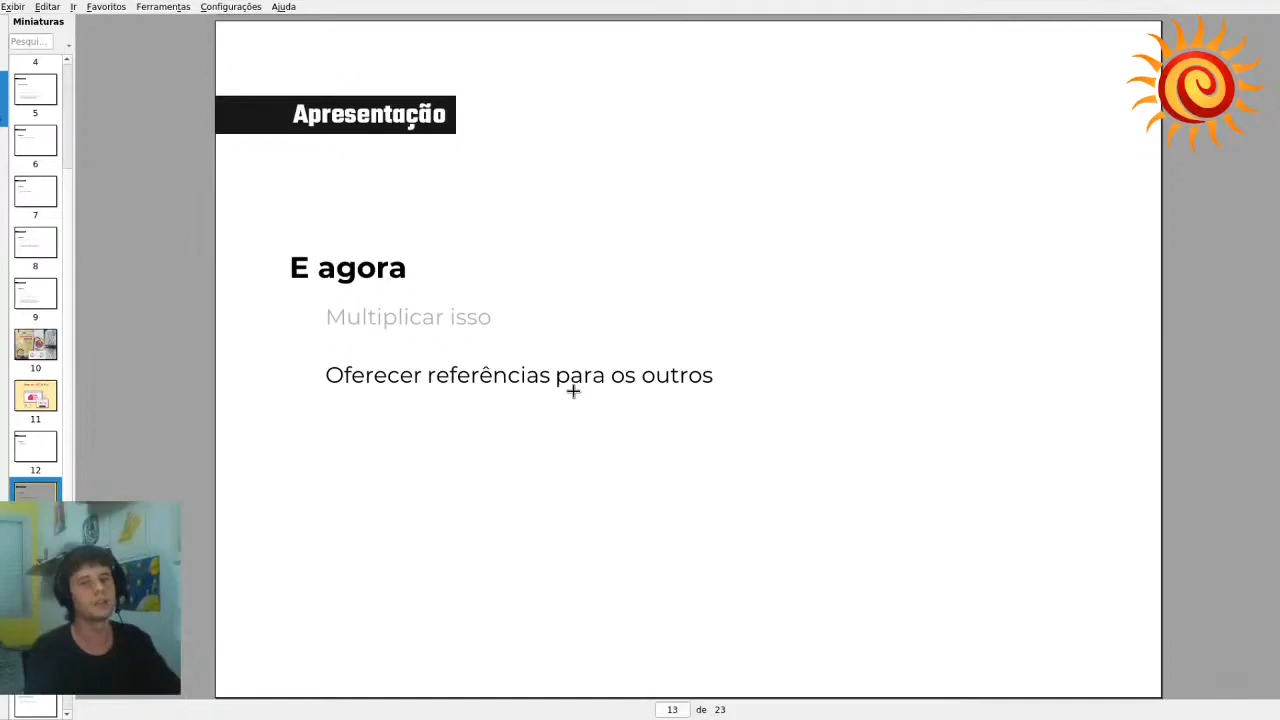 Exibir Editar Ir Favoritos Ferramentas Configurações Ajuda
Miniaturas
Pesqui...
4
5
6
7
8
9
10
11
12
Apresentação
E agora
Multiplicar isso
Oferecer referências para os outros
13 de 23